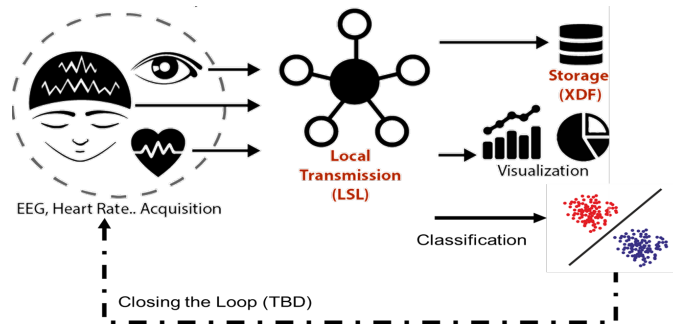 Storage
(XDF)
Local
Transmission
(LSL)
Visualization
EEG, Heart Rate.. Acquisition
Classification
Closing the Loop (TBD)